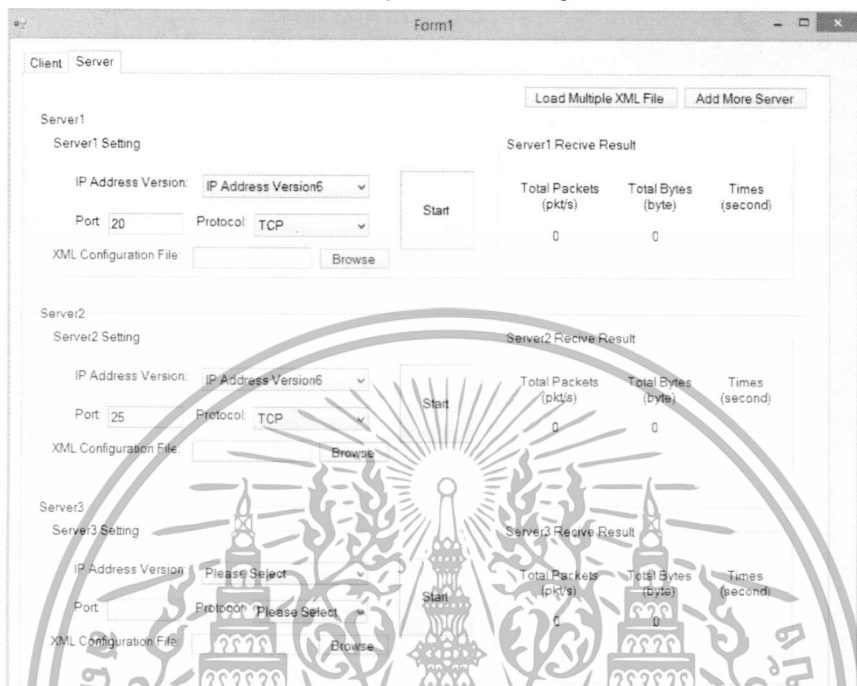 Form1
Client Server
Load Multiple XML File Add More Server
Server1
Server1 Setting Server1 Recive Result
IP Address Version: IP Address Version6
Start
Total Packets (pkt/s) Total Bytes (byte) Times (second)
Port 20 Protocol: TCP
0 0
XML Configuration File: Browse
Server2
Server2 Setting Server2 Recive Result
IP Address Version: IP Address Version6
Start
Total Packets (pkt/s) Total Bytes (byte) Times (second)
Port 25 Protocol: TCP
0 0
XML Configuration File: Browse
Server3
Server3 Setting Server3 Recive Result
IP Address Version: Please Select
Start
Total Packets (pkt/s) Total Bytes (byte) Times (second)
Port Protocol: Please Select
0 0
XML Configuration File: Browse